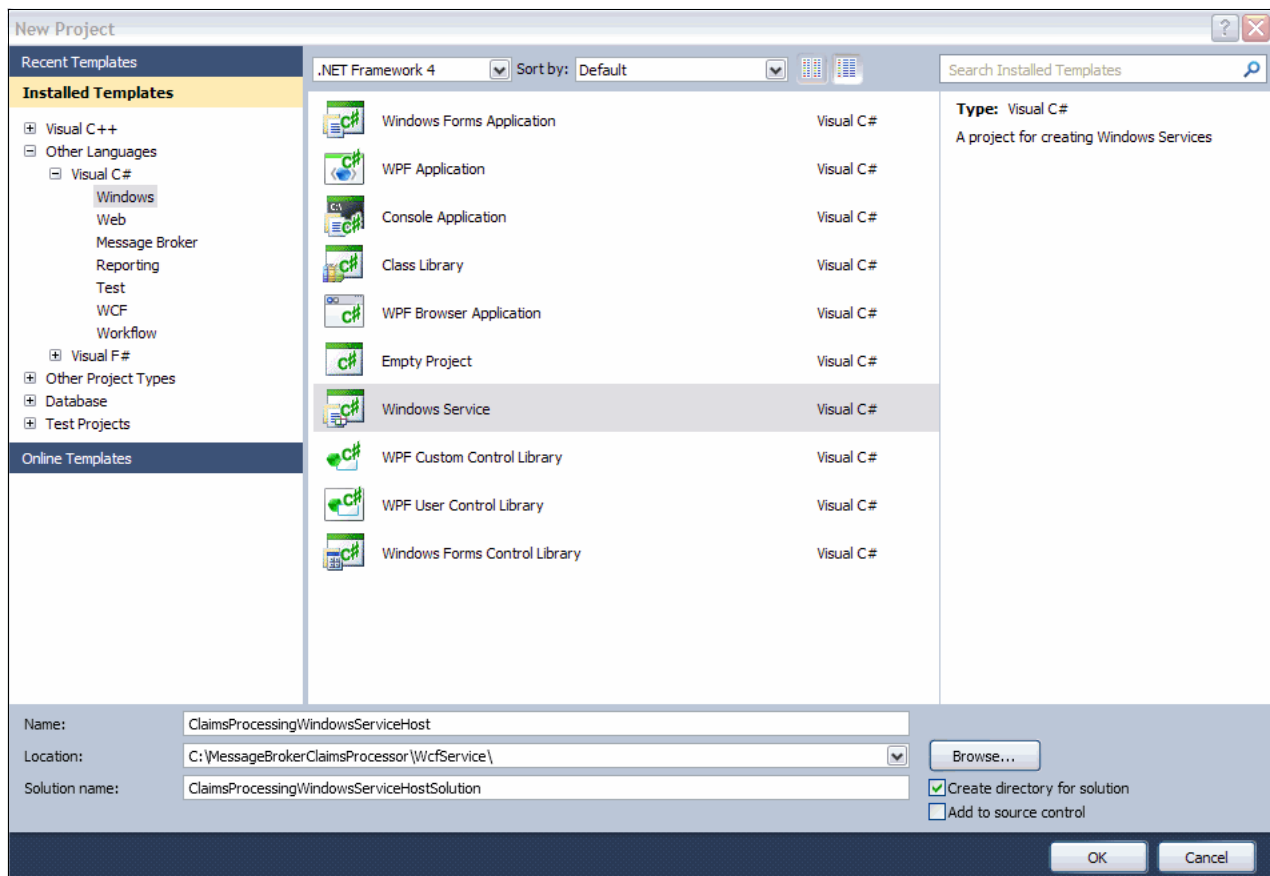 New Project
Recent Templates
Installed Templates
Visual C++
Other Languages
Visual C#
Windows
Web
Message Broker
Reporting
Test
WCF
Workflow
Visual F#
Other Project Types
Database
Test Projects
Online Templates
.NET Framework 4 Sort by: Default
Windows Forms Application Visual C#
WPF Application Visual C#
Console Application Visual C#
Class Library Visual C#
WPF Browser Application Visual C#
Empty Project Visual C#
Windows Service Visual C#
WPF Custom Control Library Visual C#
WPF User Control Library Visual C#
Windows Forms Control Library Visual C#
Search Installed Templates
Type: Visual C#
A project for creating Windows Services
Name: ClaimsProcessingWindowsServiceHost
Location: C:\MessageBrokerClaimsProcessor\WcfService\ Browse...
Solution name: ClaimsProcessingWindowsServiceHostSolution
Create directory for solution
Add to source control
OK Cancel